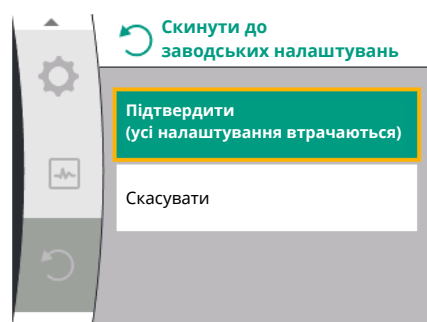 Скинути до
заводських налаштувань
Підтвердити
(усі налаштування втрачаються)
Скасувати